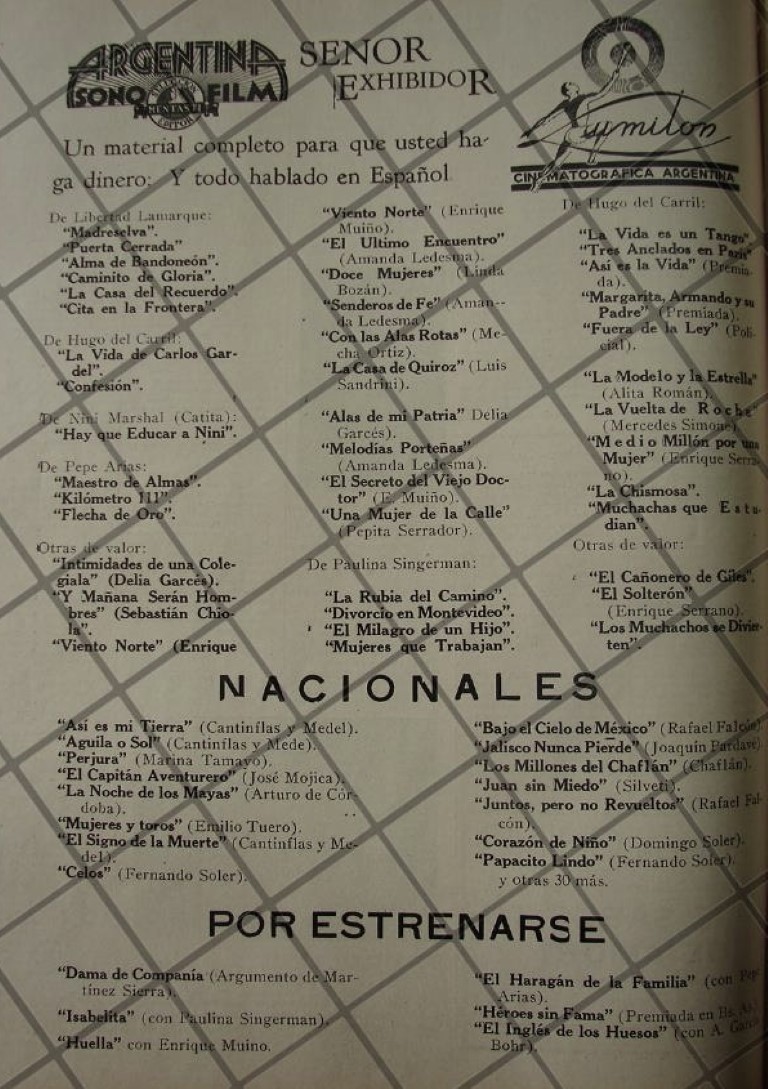 ARGENTINA
SONO FILM
SEÑOR
EXHIBIDOR
Lumiton
CINEMATOGRAFICA ARGENTINA
Un material completo para que usted ha-
ga dinero: Y todo hablado en Español
De Libertad Lamarque:
"Madreselva".
"Puerta Cerrada"
"Alma de Bandoneón".
"Caminito de Gloria".
"La Casa del Recuerdo".
"Cita en la Frontera".
De Hugo del Carril:
"La Vida de Carlos Gar-
del".
"Confesión".
De Nini Marshal (Catita):
"Hay que Educar a Nini".
De Pepe Arias:
"Maestro de Almas".
"Kilómetro 111".
"Flecha de Oro".
Otras de valor:
"Intimidades de una Cole-
giala" (Delia Garcés).
"Y Mañana Serán Hom-
bres" (Sebastián Chio-
la".
"Viento Norte" (Enrique
"Viento Norte" (Enrique
Muiño).
"El Ultimo Encuentro"
(Amanda Ledesma).
"Doce Mujeres" (Linda
Bozán).
"Senderos de Fe" (Aman--
da Ledesma).
"Con las Alas Rotas" (Me-
cha Ortiz).
"La Casa de Quiroz" (Luis
Sandrini).
"Alas de mi Patria" Delia
Garcés).
"Melodías Porteñas"
(Amanda Ledesma).
"El Secreto del Viejo Doc-
tor" (E. Muiño).
"Una Mujer de la Calle"
(Pepita Serrador).
De Paulina Singerman:
"La Rubia del Camino".
"Divorcio en Montevideo".
"El Milagro de un Hijo".
"Mujeres que Trabajan".
De Hugo del Carril:
"La Vida es un Tango".
"Tres Anclados en París"
"Así es la Vida" (Premia-
da).
"Margarita, Armando y su
Padre" (Premiada).
"Fuera de la Ley" (Poli-
cial).
"La Modelo y la Estrella"
(Alita Román).
"La Vuelta de Rocha"
(Mercedes Simone).
"Medio Millón por una
Mujer" (Enrique Serra-
no).
"La Chismosa".
"Muchachas que Estu-
dian".
Otras de valor:
"El Cañonero de Giles".
"El Solterón"
(Enrique Serrano).
"Los Muchachos se Divier-
ten".
NACIONALES
"Así es mi Tierra" (Cantinflas y Medel).
"Aguila o Sol" (Cantinflas y Mede).
"Perjura" (Marina Tamayo).
"El Capitán Aventurero" (José Mojica).
"La Noche de los Mayas" (Arturo de Cór-
doba).
"Mujeres y toros" (Emilio Tuero).
"El Signo de la Muerte" (Cantinflas y Me-
del).
"Celos" (Fernando Soler).
"Bajo el Cielo de México" (Rafael Falcón).
"Jalisco Nunca Pierde" (Joaquín Pardavé).
"Los Millones del Chaflán" (Chaflán).
"Juan sin Miedo" (Silveti).
"Juntos, pero no Revueltos" (Rafael Fal-
cón).
"Corazón de Niño" (Domingo Soler).
"Papacito Lindo" (Fernando Soler).
y otras 30 más.
POR ESTRENARSE
"Dama de Compañía (Argumento de Mar-
tínez Sierra).
"Isabelita" (con Paulina Singerman).
"Huella" con Enrique Muino.
"El Haragán de la Familia" (con Pepe
Arias).
"Héroes sin Fama" (Premiada en Bs. As.)
"El Inglés de los Huesos" (con A. García
Bohr).